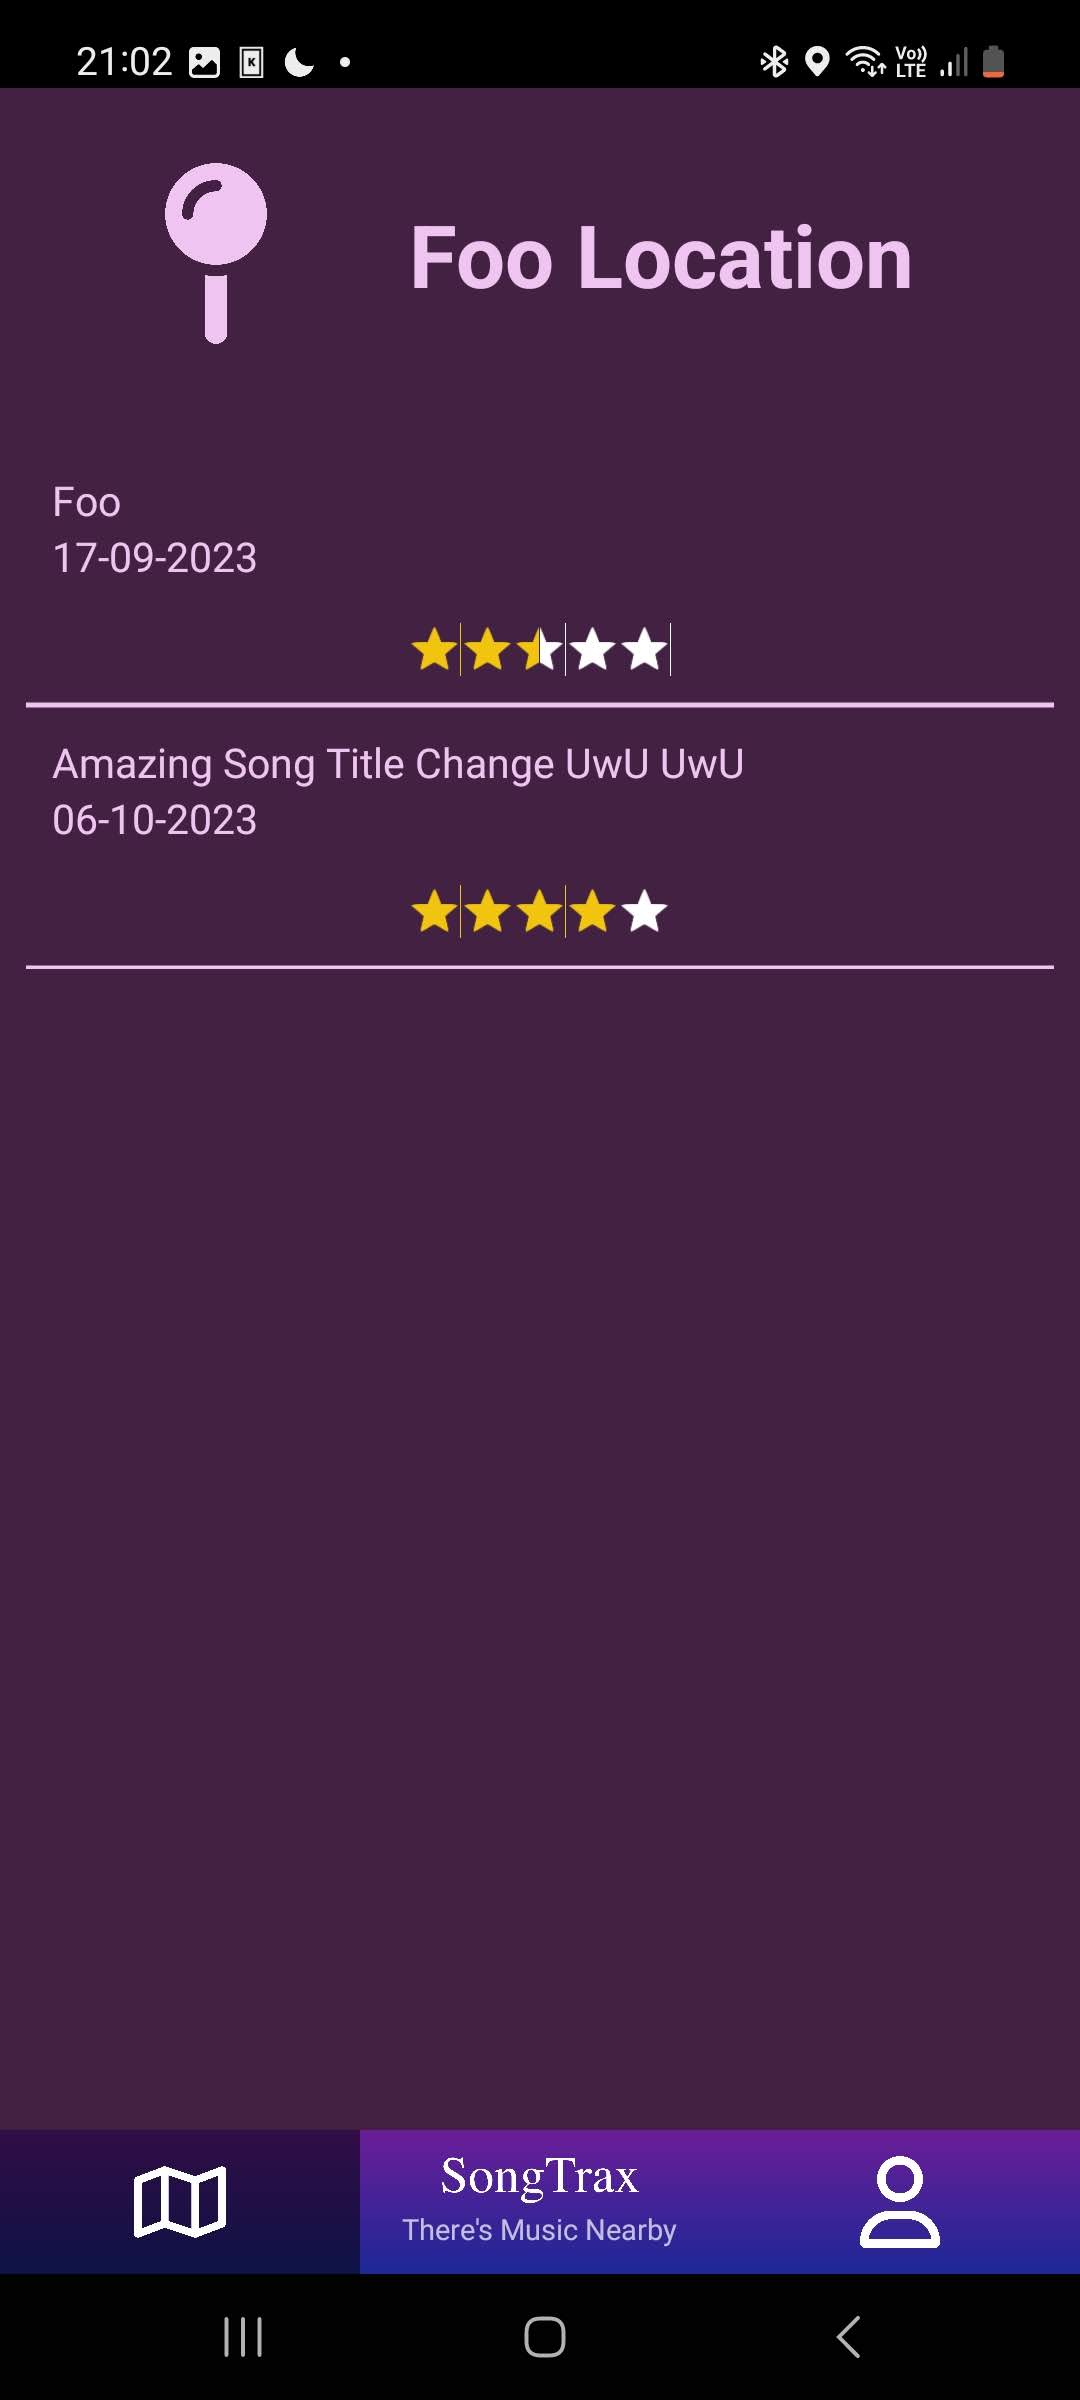 21:02
Vo)) LTE
Foo Location
Foo
17-09-2023
Amazing Song Title Change UwU UwU
06-10-2023
SongTrax
There's Music Nearby